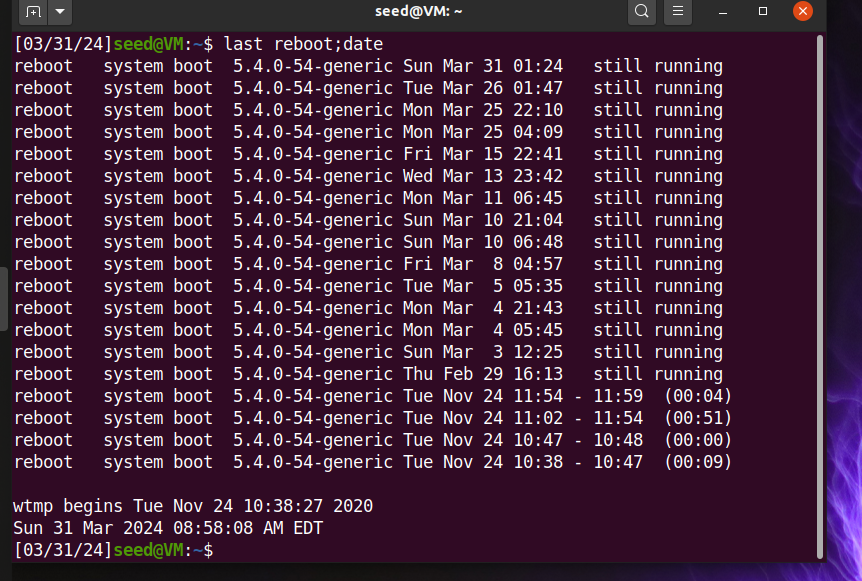 seed@VM: ~
[03/31/24]seed@VM:~$ last reboot;date
reboot   system boot  5.4.0-54-generic Sun Mar 31 01:24   still running
reboot   system boot  5.4.0-54-generic Tue Mar 26 01:47   still running
reboot   system boot  5.4.0-54-generic Mon Mar 25 22:10   still running
reboot   system boot  5.4.0-54-generic Mon Mar 25 04:09   still running
reboot   system boot  5.4.0-54-generic Fri Mar 15 22:41   still running
reboot   system boot  5.4.0-54-generic Wed Mar 13 23:42   still running
reboot   system boot  5.4.0-54-generic Mon Mar 11 06:45   still running
reboot   system boot  5.4.0-54-generic Sun Mar 10 21:04   still running
reboot   system boot  5.4.0-54-generic Sun Mar 10 06:48   still running
reboot   system boot  5.4.0-54-generic Fri Mar  8 04:57   still running
reboot   system boot  5.4.0-54-generic Tue Mar  5 05:35   still running
reboot   system boot  5.4.0-54-generic Mon Mar  4 21:43   still running
reboot   system boot  5.4.0-54-generic Mon Mar  4 05:45   still running
reboot   system boot  5.4.0-54-generic Sun Mar  3 12:25   still running
reboot   system boot  5.4.0-54-generic Thu Feb 29 16:13   still running
reboot   system boot  5.4.0-54-generic Tue Nov 24 11:54 - 11:59  (00:04)
reboot   system boot  5.4.0-54-generic Tue Nov 24 11:02 - 11:54  (00:51)
reboot   system boot  5.4.0-54-generic Tue Nov 24 10:47 - 10:48  (00:00)
reboot   system boot  5.4.0-54-generic Tue Nov 24 10:38 - 10:47  (00:09)
wtmp begins Tue Nov 24 10:38:27 2020
Sun 31 Mar 2024 08:58:08 AM EDT
[03/31/24]seed@VM:~$